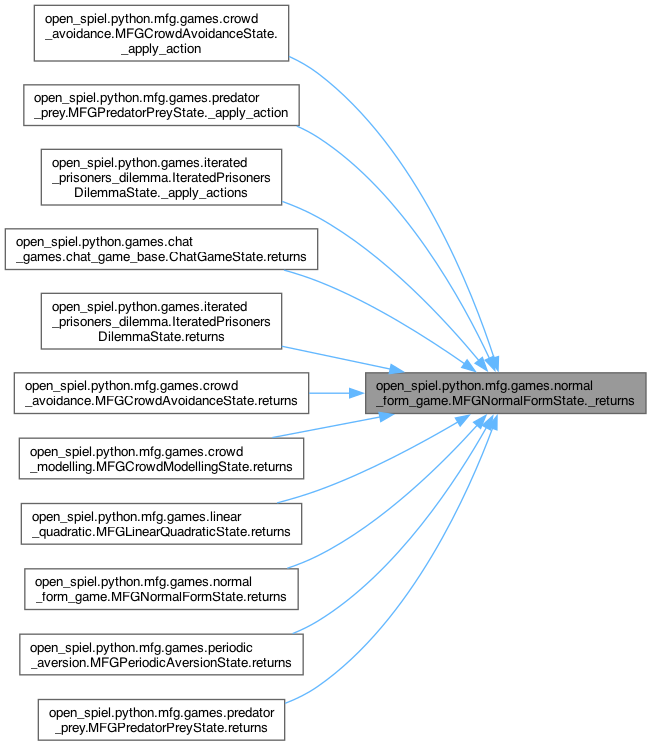 open_spiel.python.mfg.games.crowd
_avoidance.MFGCrowdAvoidanceState.
_apply_action
open_spiel.python.mfg.games.predator
_prey.MFGPredatorPreyState._apply_action
open_spiel.python.games.iterated
_prisoners_dilemma.IteratedPrisoners
DilemmaState._apply_actions
open_spiel.python.games.chat
_games.chat_game_base.ChatGameState.returns
open_spiel.python.games.iterated
_prisoners_dilemma.IteratedPrisoners
DilemmaState.returns
open_spiel.python.mfg.games.crowd
_avoidance.MFGCrowdAvoidanceState.returns
open_spiel.python.mfg.games.normal
_form_game.MFGNormalFormState._returns
open_spiel.python.mfg.games.crowd
_modelling.MFGCrowdModellingState.returns
open_spiel.python.mfg.games.linear
_quadratic.MFGLinearQuadraticState.returns
open_spiel.python.mfg.games.normal
_form_game.MFGNormalFormState.returns
open_spiel.python.mfg.games.periodic
_aversion.MFGPeriodicAversionState.returns
open_spiel.python.mfg.games.predator
_prey.MFGPredatorPreyState.returns